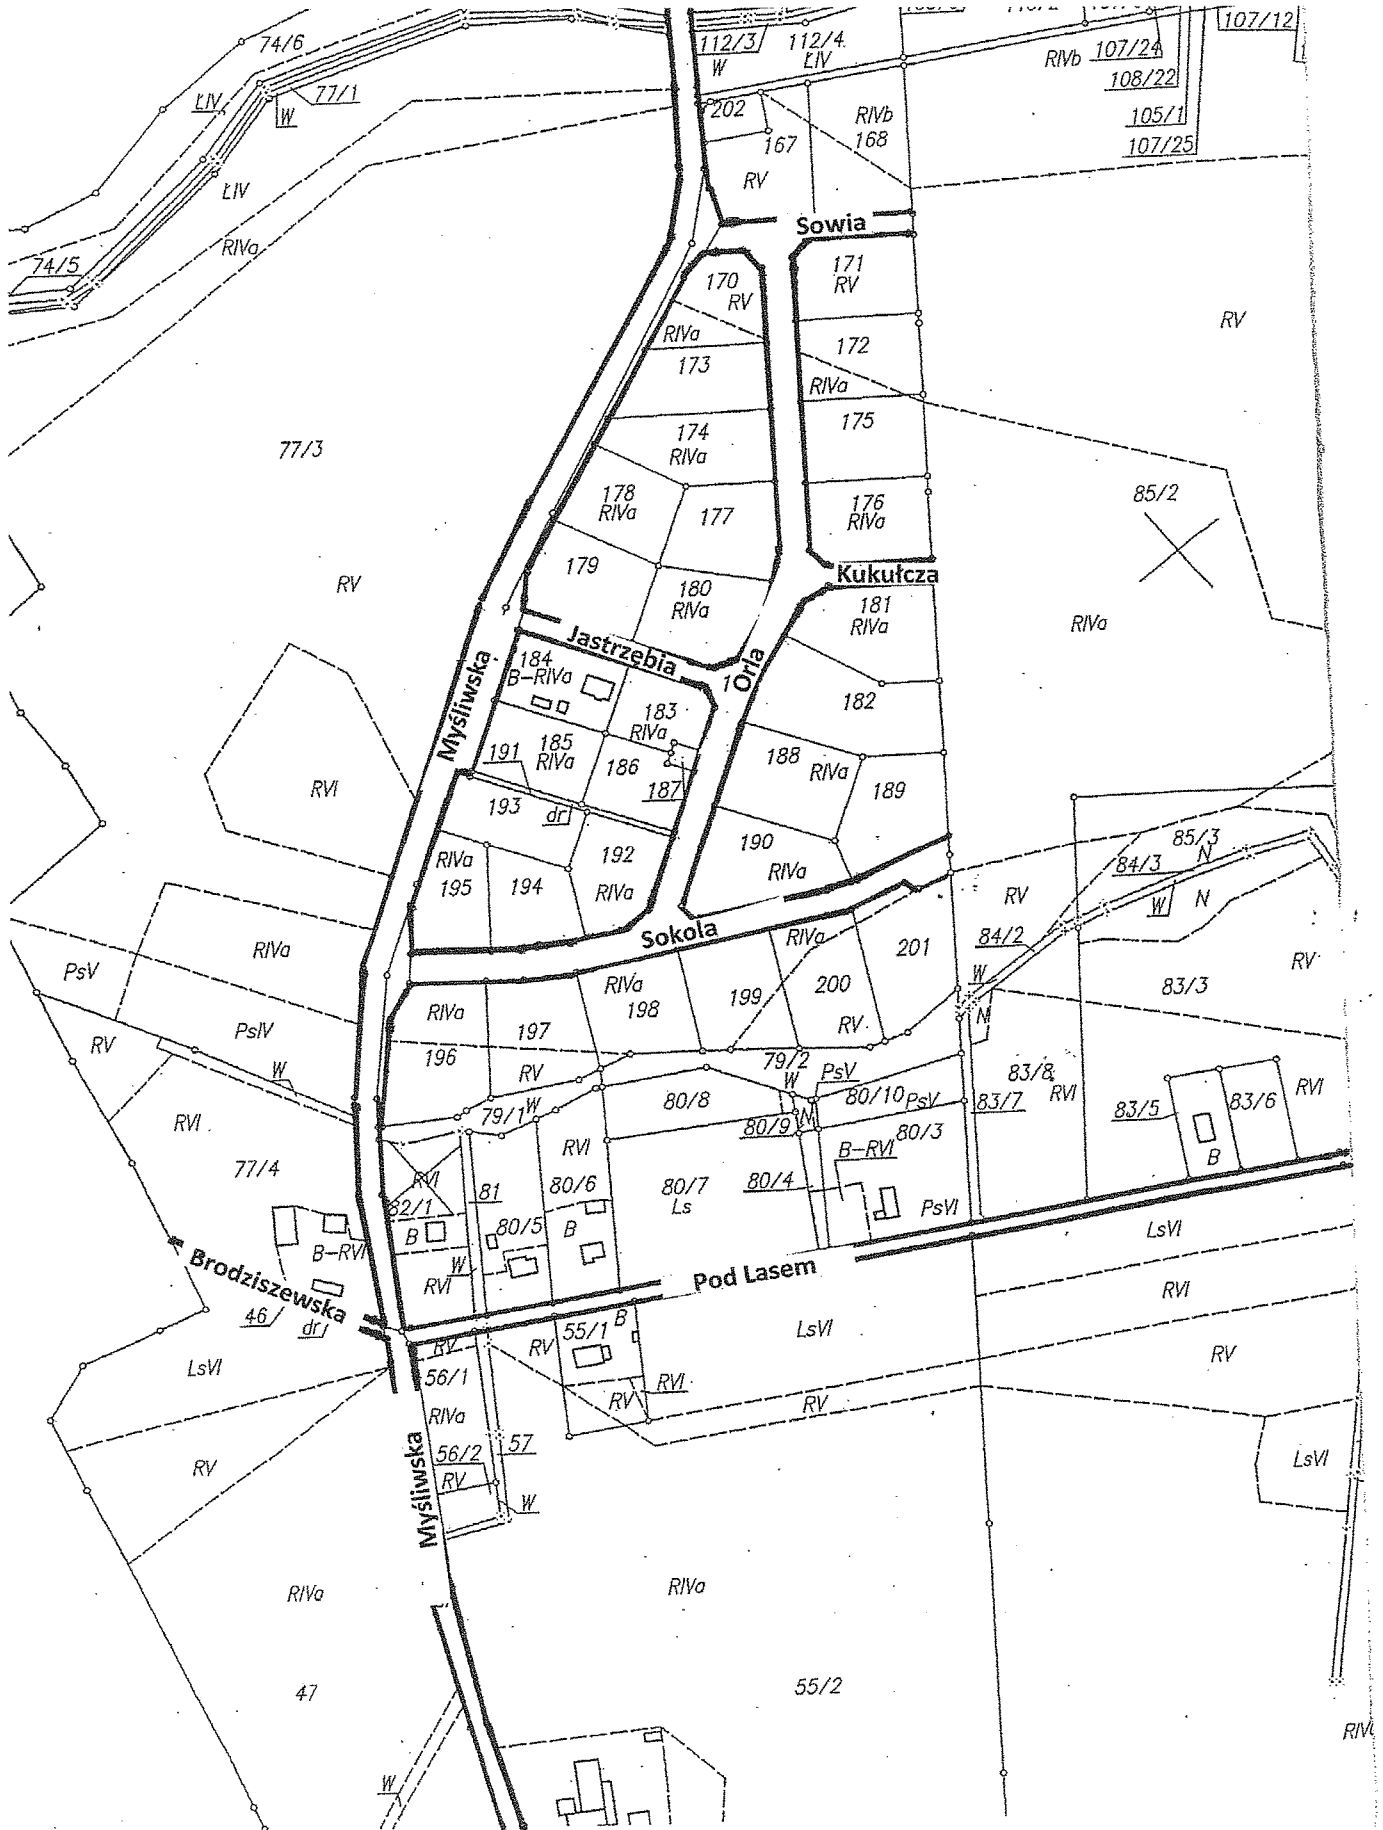 74/6
112/3
112/4
107/12
W
ŁIV
RIVb
107/24
108/22
ŁIV
77/1
W
202
RIVb
105/1
167
168
107/25
ŁIV
RV
Sowia
RIVa
74/5
170
171
RV
RV
RV
RIVa
172
173
RIVa
77/3
174
175
RIVa
178
RIVa
177
176
RIVa
85/2
179
RV
180
RIVa
Kukułcza
181
RIVa
RIVa
Jastrzębia
184
B-RIVa
Myśliwska
Orla
182
183
RIVa
185
RIVa
191
186
188
RIVa
RVI
193
187
189
dr
192
190
85/3
RIVa
195
194
RIVa
RIVa
84/3
N
W
N
RV
Sokola
RIVa
201
84/2
RIVa
PsV
RIVa
198
199
200
W
83/3
RV
RIVa
197
PsIV
RV
196
RV
N
RV
79/2
W
PsV
83/8
RVI
W
79/1
W
80/8
80/10
PsV
83/7
83/5
83/6
RVI
RVI
RVI
80/9
N
80/3
B-RVI
77/4
RVI
81
80/6
80/7
Ls
80/4
PsVI
B
82/1
B
80/5
B
LsVI
B-RVI
W
Brodziszewska
RVI
Pod Lasem
RVI
46
dr
LsVI
RV
RV
55/1
B
LsVI
RV
56/1
RVI
RV
RV
RIVa
RV
56/2
57
RV
W
LsVI
Myśliwska
RIVa
RIVa
47
55/2
W